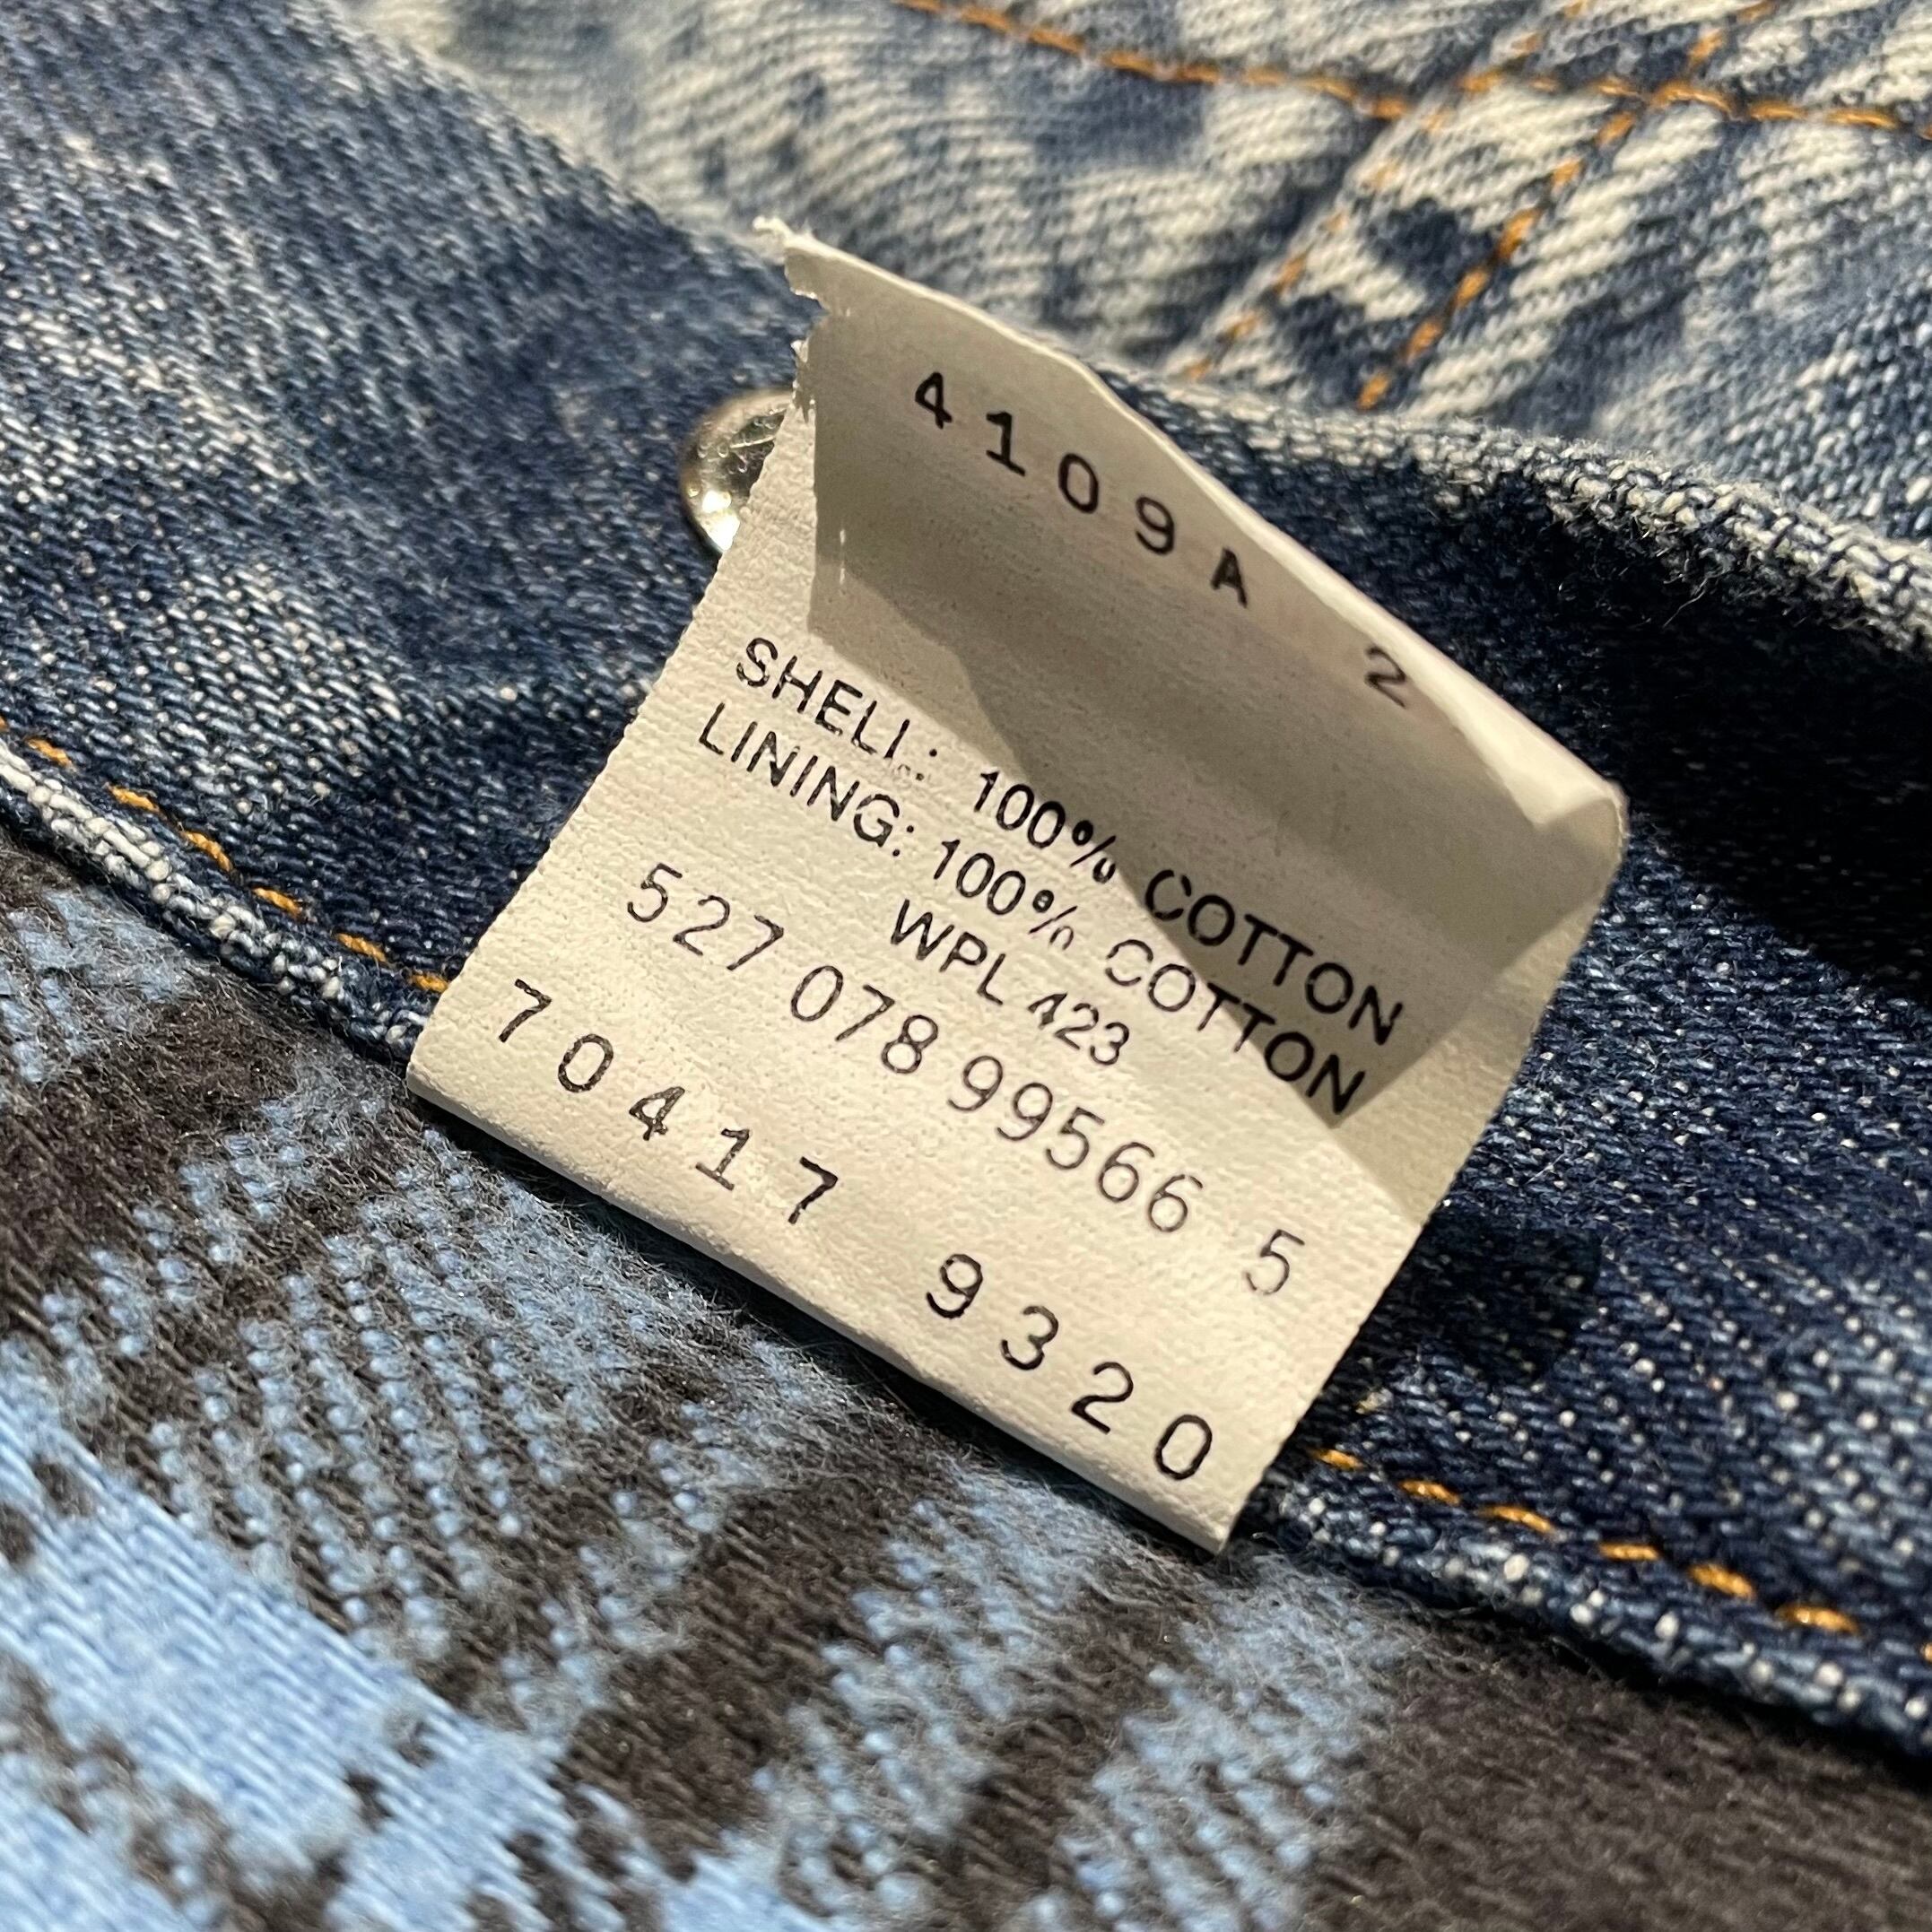 4109A 2
SHELL: 100% COTTON
LINING: 100% COTTON
WPL 423
527 078 99566 5
70417 9320